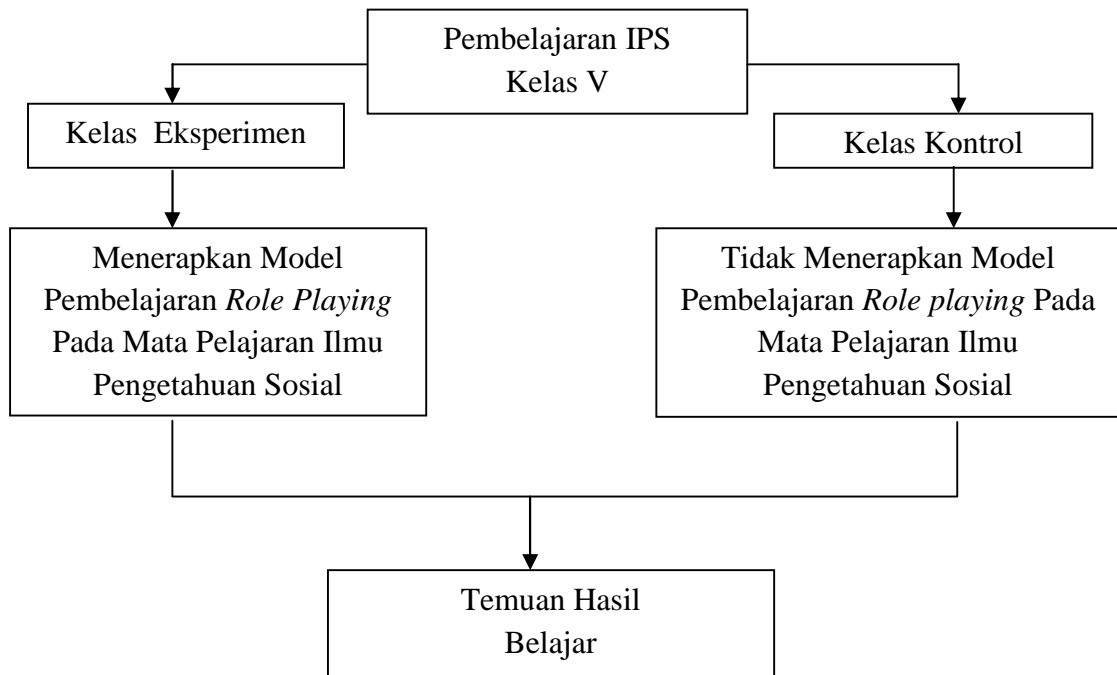 Pembelajaran IPS
Kelas V
Kelas Eksperimen
Kelas Kontrol
Menerapkan Model
Pembelajaran Role Playing
Pada Mata Pelajaran Ilmu
Pengetahuan Sosial
Tidak Menerapkan Model
Pembelajaran Role playing Pada
Mata Pelajaran Ilmu
Pengetahuan Sosial
Temuan Hasil
Belajar